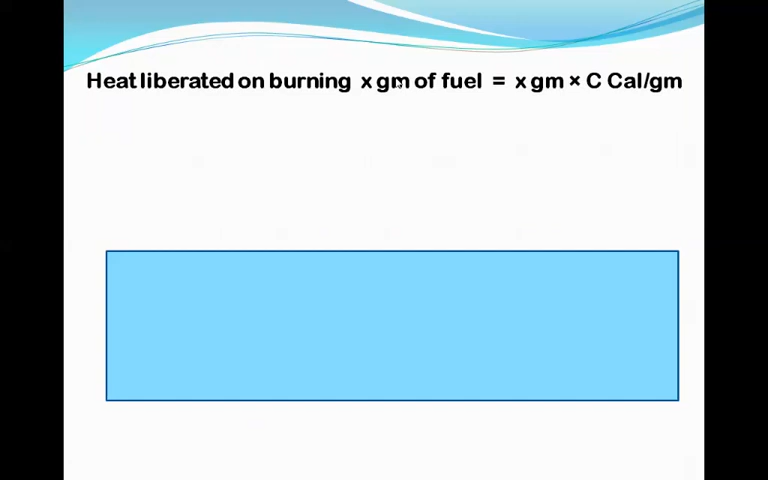 Heat liberated on burning x gm of fuel = x gm × C Cal/gm